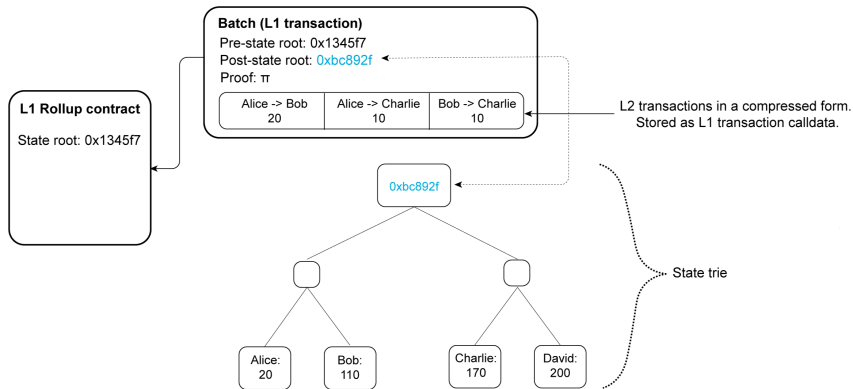 Batch (L1 transaction)
Pre-state root: 0x1345f7
Post-state root: 0xbc892f
Proof: π
Alice -> Bob
20
Alice -> Charlie
10
Bob -> Charlie
10
L2 transactions in a compressed form.
Stored as L1 transaction calldata.
L1 Rollup contract
State root: 0x1345f7
0xbc892f
State trie
Alice:
20
Bob:
110
Charlie:
170
David:
200